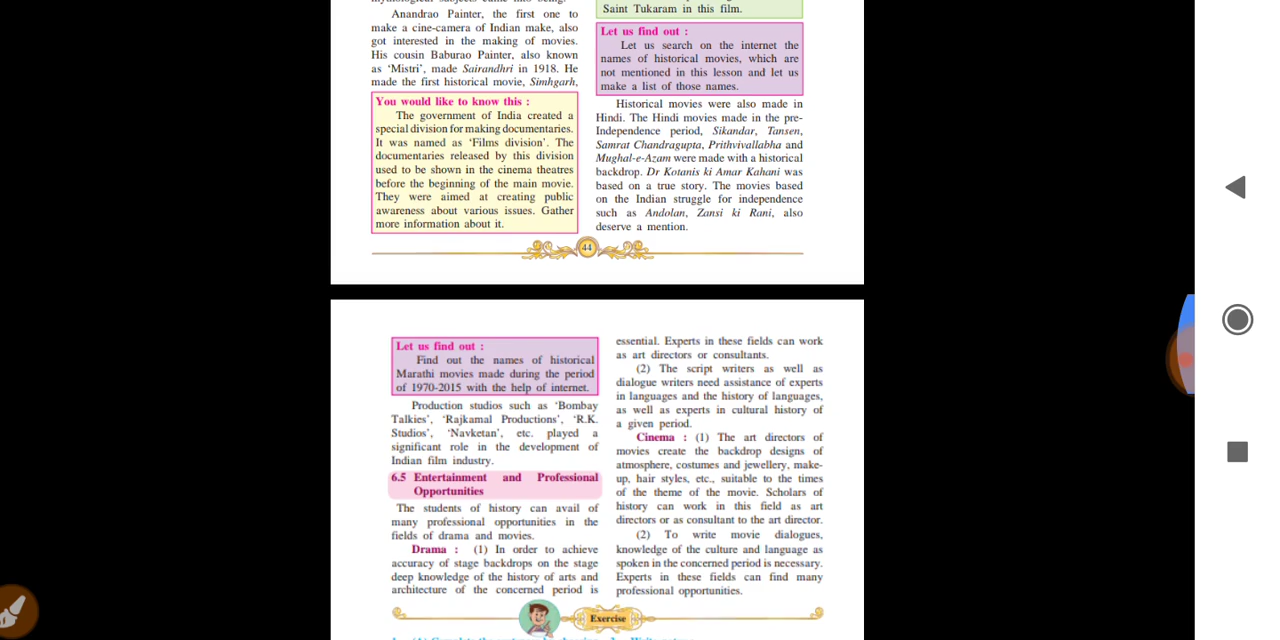 Anandrao Painter, the first one to
make a cine-camera of Indian make, also
got interested in the making of movies.
His cousin Baburao Painter, also known
as ‘Mistri’, made Sairandhri in 1918. He
made the first historical movie, Simhgarh,
You would like to know this :
The government of India created a
special division for making documentaries.
It was named as ‘Films division’. The
documentaries released by this division
used to be shown in the cinema theatres
before the beginning of the main movie.
They were aimed at creating public
awareness about various issues. Gather
more information about it.
Saint Tukaram in this film.
Let us find out :
Let us search on the internet the
names of historical movies, which are
not mentioned in this lesson and let us
make a list of those names.
Historical movies were also made in
Hindi. The Hindi movies made in the pre-
Independence period, Sikandar, Tansen,
Samrat Chandragupta, Prithvivallabha and
Mughal-e-Azam were made with a historical
backdrop. Dr Kotanis ki Amar Kahani was
based on a true story. The movies based
on the Indian struggle for independence
such as Andolan, Zansi ki Rani, also
deserve a mention.
44
Let us find out :
Find out the names of historical
Marathi movies made during the period
of 1970-2015 with the help of internet.
Production studios such as ‘Bombay
Talkies’, ‘Rajkamal Productions’, ‘R.K.
Studios’, ‘Navketan’, etc. played a
significant role in the development of
Indian film industry.
6.5 Entertainment and Professional
Opportunities
The students of history can avail of
many professional opportunities in the
fields of drama and movies.
Drama : (1) In order to achieve
accuracy of stage backdrops on the stage
deep knowledge of the history of arts and
architecture of the concerned period is
essential. Experts in these fields can work
as art directors or consultants.
(2) The script writers as well as
dialogue writers need assistance of experts
in languages and the history of languages,
as well as experts in cultural history of
a given period.
Cinema : (1) The art directors of
movies create the backdrop designs of
atmosphere, costumes and jewellery, make-
up, hair styles, etc., suitable to the times
of the theme of the movie. Scholars of
history can work in this field as art
directors or as consultant to the art director.
(2) To write movie dialogues,
knowledge of the culture and language as
spoken in the concerned period is necessary.
Experts in these fields can find many
professional opportunities.
Exercise